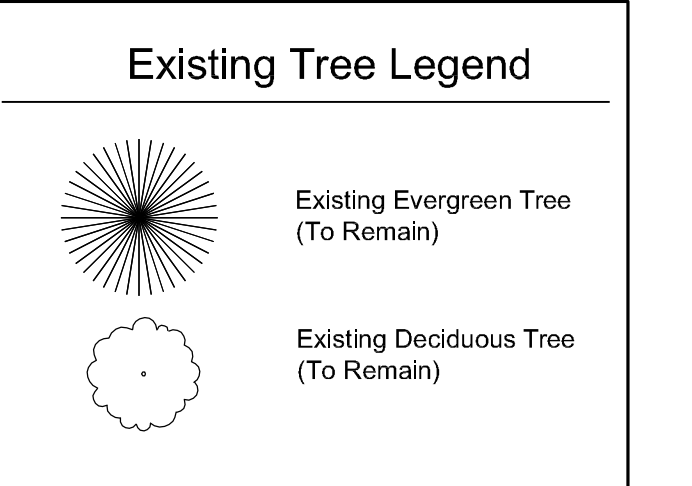 Existing Tree Legend
Existing Evergreen Tree
(To Remain)
Existing Deciduous Tree
(To Remain)